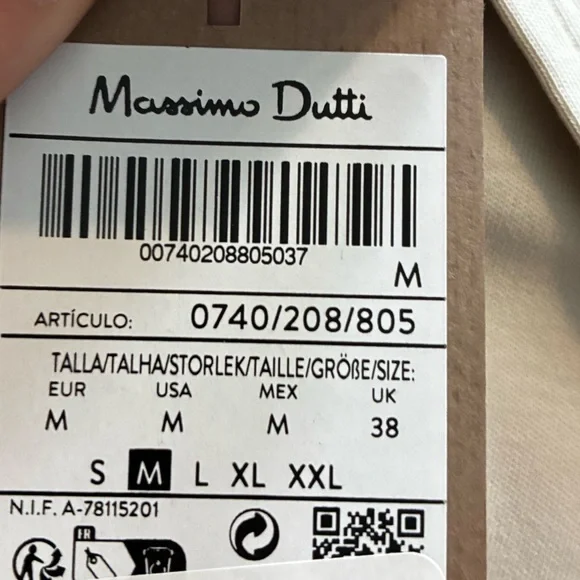 Massimo Dutti
00740208805037
M
ARTÍCULO: 0740/208/805
TALLA/TALHA/STORLEK/TAILLE/GRÖßE/SIZE:
EUR USA MEX UK
M M M 38
S M L XL XXL
N.I.F. A-78115201
FR